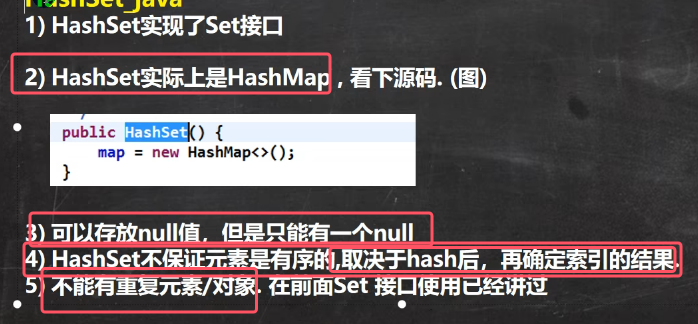 HashSet_java
1) HashSet实现了Set接口
2) HashSet实际上是HashMap , 看下源码. (图)
public HashSet() {
map = new HashMap<>();
}
3) 可以存放null值，但是只能有一个null
4) HashSet不保证元素是有序的,取决于hash后，再确定索引的结果.
5) 不能有重复元素/对象. 在前面Set 接口使用已经讲过